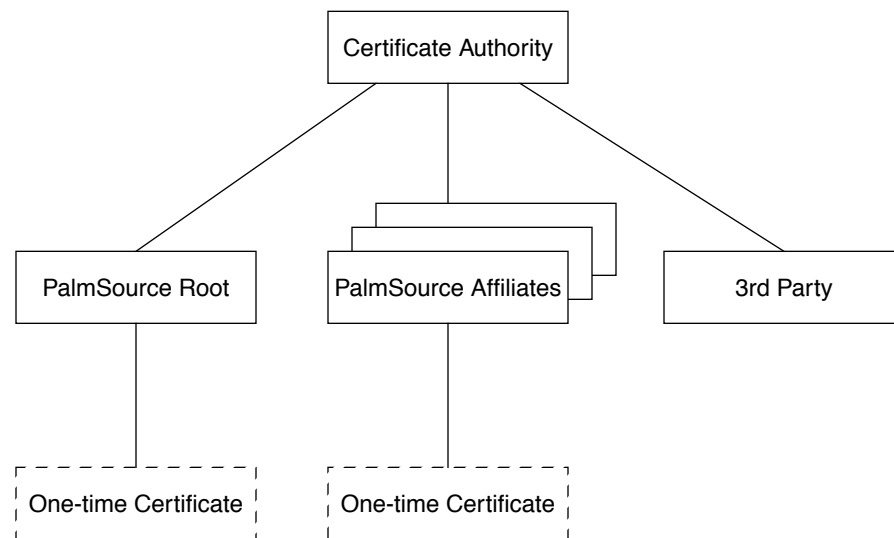 Certificate Authority
PalmSource Root
PalmSource Affiliates
3rd Party
One-time Certificate
One-time Certificate